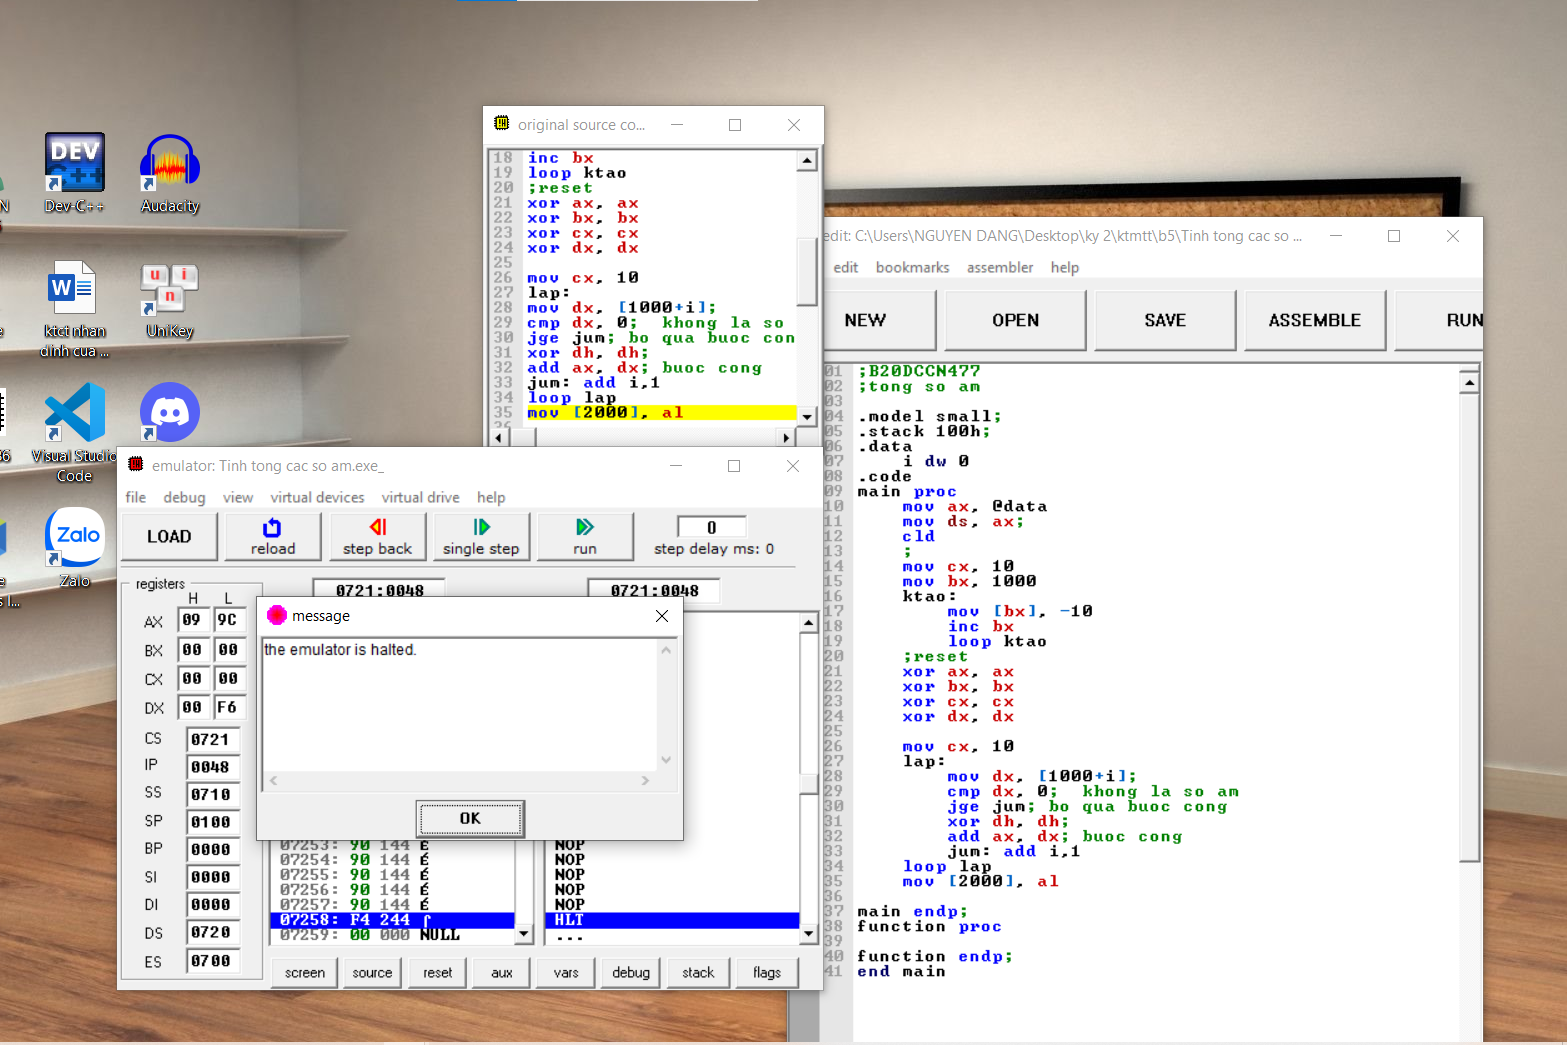 DEV
C++
Dev-C++
Audacity
W
ktct nhan
dinh cua ...
u i
n
UniKey
Visual Studio
Code
Discord
Zalo
Zalo
original source co...
18 inc bx
19 loop ktao
20 ;reset
21 xor ax, ax
22 xor bx, bx
23 xor cx, cx
24 xor dx, dx
25
26 mov cx, 10
27 lap:
28 mov dx, [1000+i];
29 cmp dx, 0;  khong la so
30 jge jum; bo qua buoc con
31 xor dh, dh;
32 add ax, dx; buoc cong
33 jum: add i,1
34 loop lap
35 mov [2000], al
edit: C:\Users\NGUYEN DANG\Desktop\ky 2\ktmtt\b5\Tinh tong cac so ...
edit bookmarks assembler help
NEW OPEN SAVE ASSEMBLE RUN
01 ;B20DCCN477
02 ;tong so am
03
04 .model small;
05 .stack 100h;
06 .data
07 i dw 0
08 .code
09 main proc
10 mov ax, @data
11 mov ds, ax;
12 cld
13 ;
14 mov cx, 10
15 mov bx, 1000
16 ktao:
17 mov [bx], -10
18 inc bx
19 loop ktao
20 ;reset
21 xor ax, ax
22 xor bx, bx
23 xor cx, cx
24 xor dx, dx
25
26 mov cx, 10
27 lap:
28 mov dx, [1000+i];
29 cmp dx, 0;  khong la so am
30 jge jum; bo qua buoc cong
31 xor dh, dh;
32 add ax, dx; buoc cong
33 jum: add i,1
34 loop lap
35 mov [2000], al
36
37 main endp;
38 function proc
39
40 function endp;
41 end main
emulator: Tinh tong cac so am.exe_
file debug view virtual devices virtual drive help
LOAD reload step back single step run 0
step delay ms: 0
registers
H L
0721:0048 0721:0048
AX 09 9C
BX 00 00
CX 00 00
DX 00 F6
CS 0721
IP 0048
SS 0710
SP 0100
BP 0000
SI 0000
DI 0000
DS 0720
ES 0700
message
the emulator is halted.
OK
07253: 90 144 É NOP
07254: 90 144 É NOP
07255: 90 144 É NOP
07256: 90 144 É NOP
07257: 90 144 É NOP
07258: F4 244 ⌠ HLT
07259: 00 000 NULL ...
screen source reset aux vars debug stack flags